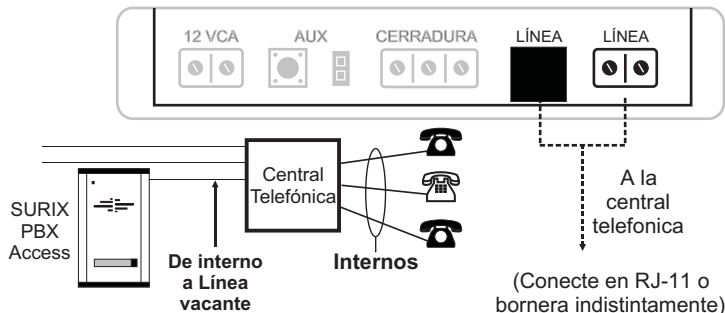 12 VCA AUX CERRADURA LÍNEA LÍNEA
SURIX
PBX
Access
Central
Telefónica
De interno
a Línea
vacante
Internos
A la
central
telefonica
(Conecte en RJ-11 o
bornera indistintamente)